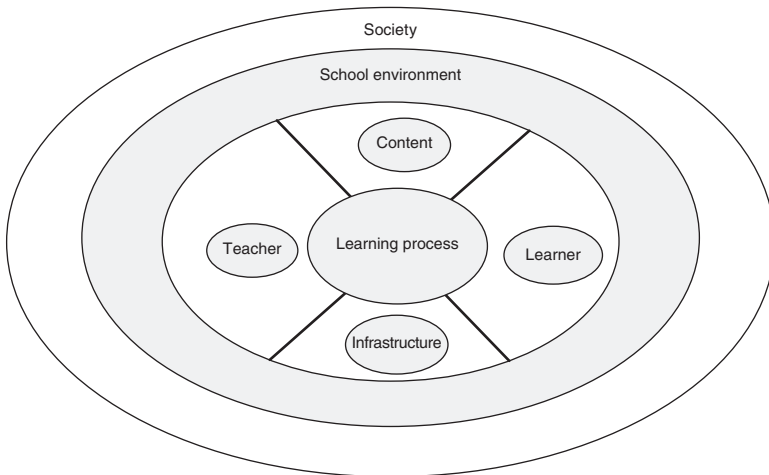 Society
School environment
Content
Teacher
Learning process
Learner
Infrastructure